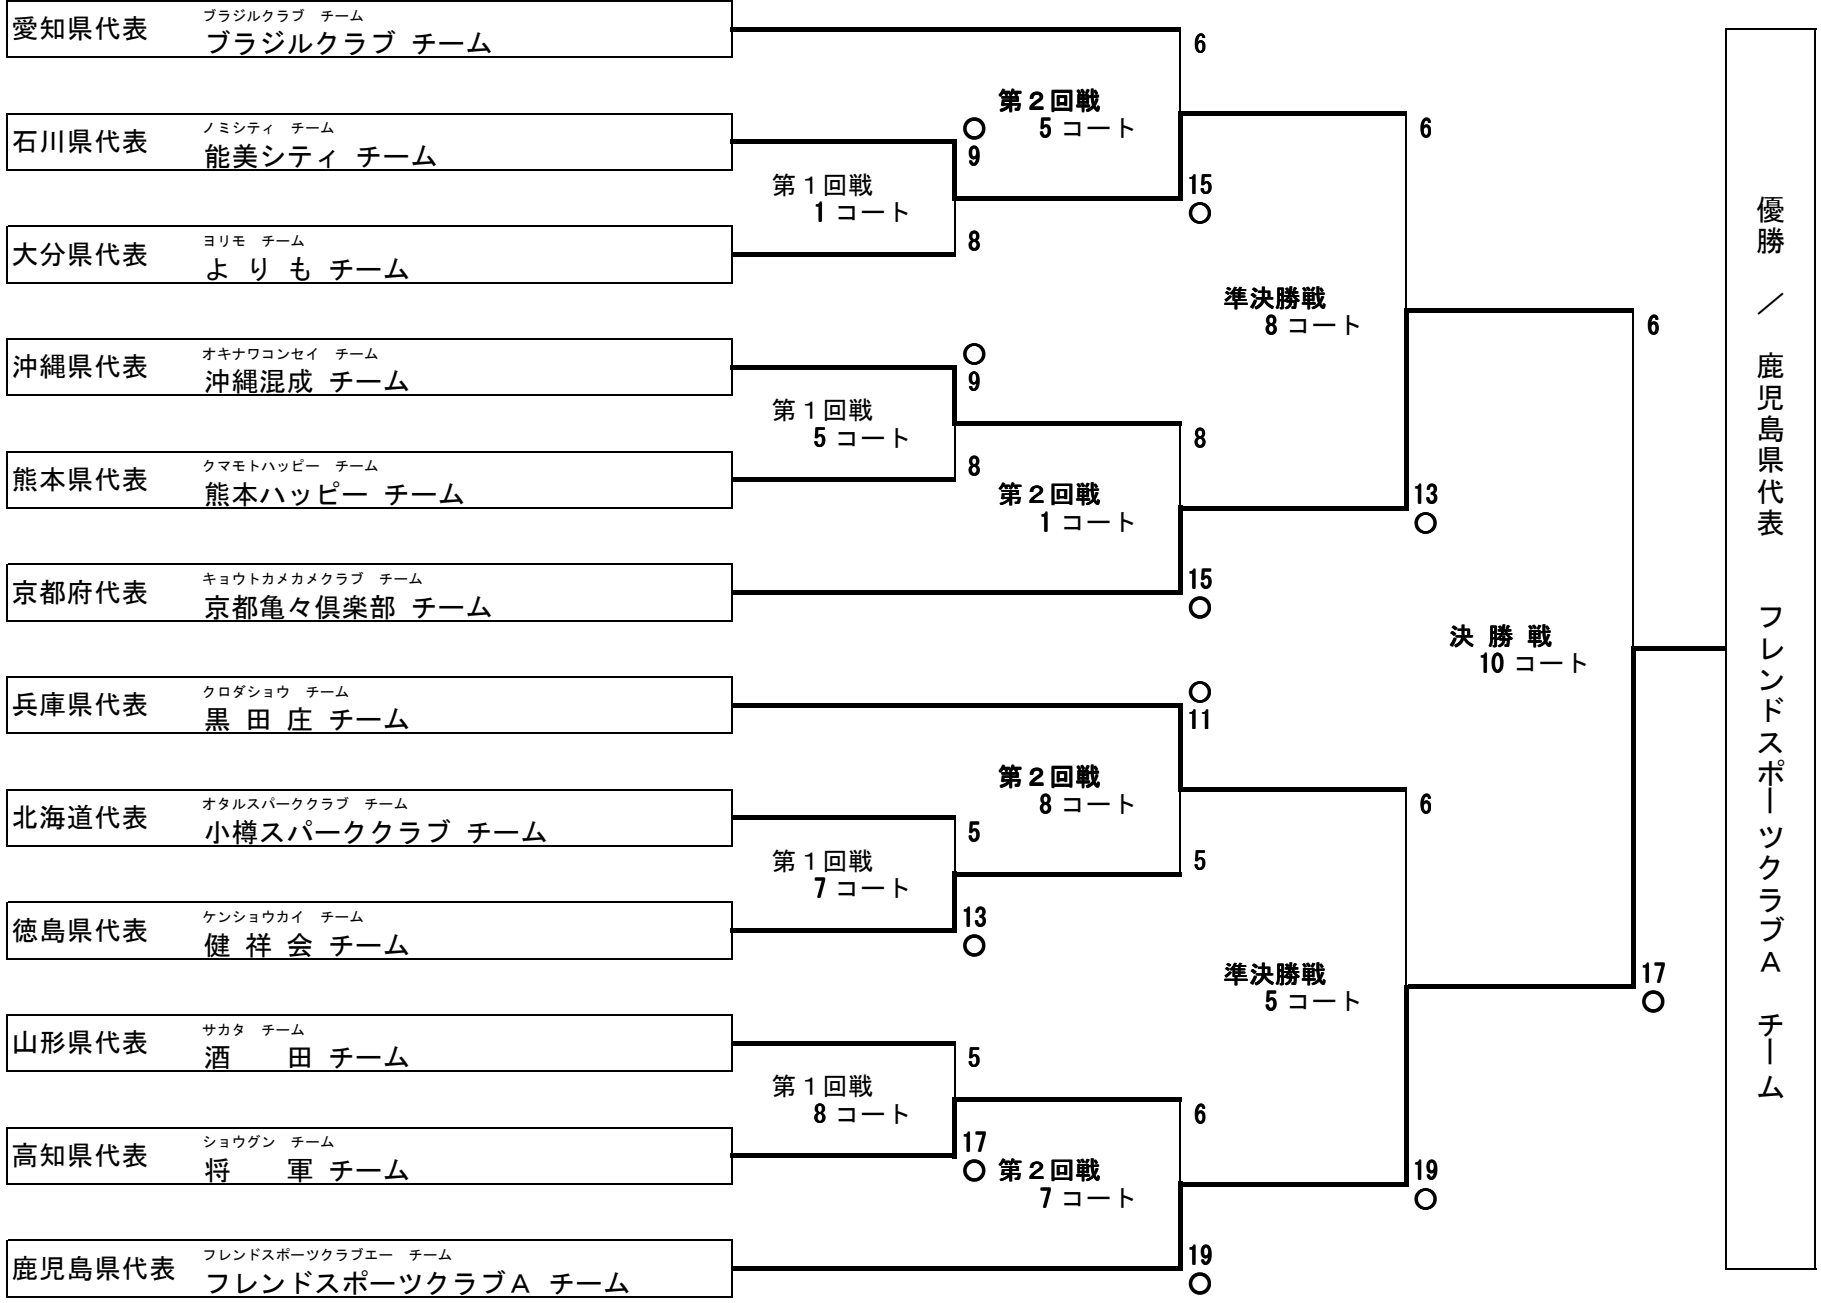 愛知県代表
ブラジルクラブ　チーム
ブラジルクラブ チーム
6
第２回戦
5 コート
石川県代表
ノミシティ　チーム
能美シティ チーム
○
9
6
第１回戦
1 コート
15
○
大分県代表
ヨリモ　チーム
よ り も チーム
8
準決勝戦
8 コート
6
沖縄県代表
オキナワコンセイ　チーム
沖縄混成 チーム
○
9
第１回戦
5 コート
8
熊本県代表
クマモトハッピー　チーム
熊本ハッピー チーム
8
第２回戦
1 コート
13
○
京都府代表
キョウトカメカメクラブ　チーム
京都亀々倶楽部 チーム
15
○
決 勝 戦
10 コート
兵庫県代表
クロダショウ　チーム
黒 田 庄 チーム
○
11
第２回戦
8 コート
北海道代表
オタルスパーククラブ　チーム
小樽スパーククラブ チーム
5
6
第１回戦
7 コート
5
徳島県代表
ケンショウカイ　チーム
健 祥 会 チーム
13
○
準決勝戦
5 コート
17
○
山形県代表
サカタ　チーム
酒　　田 チーム
5
第１回戦
8 コート
6
高知県代表
ショウグン　チーム
将　　軍 チーム
17
○
第２回戦
7 コート
19
○
鹿児島県代表
フレンドスポーツクラブエー　チーム
フレンドスポーツクラブＡ チーム
19
○
優勝　／　鹿児島県代表　フレンドスポーツクラブＡ　チーム